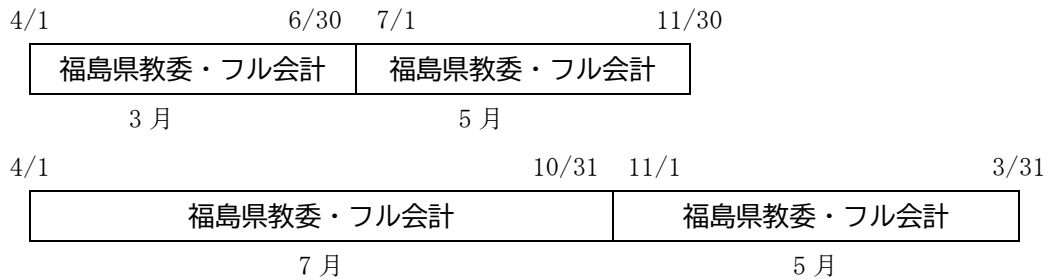 4/1 6/30 7/1 11/30
福島県教委・フル会計 福島県教委・フル会計
3 月 5 月
4/1 10/31 11/1 3/31
福島県教委・フル会計 福島県教委・フル会計
7 月 5 月